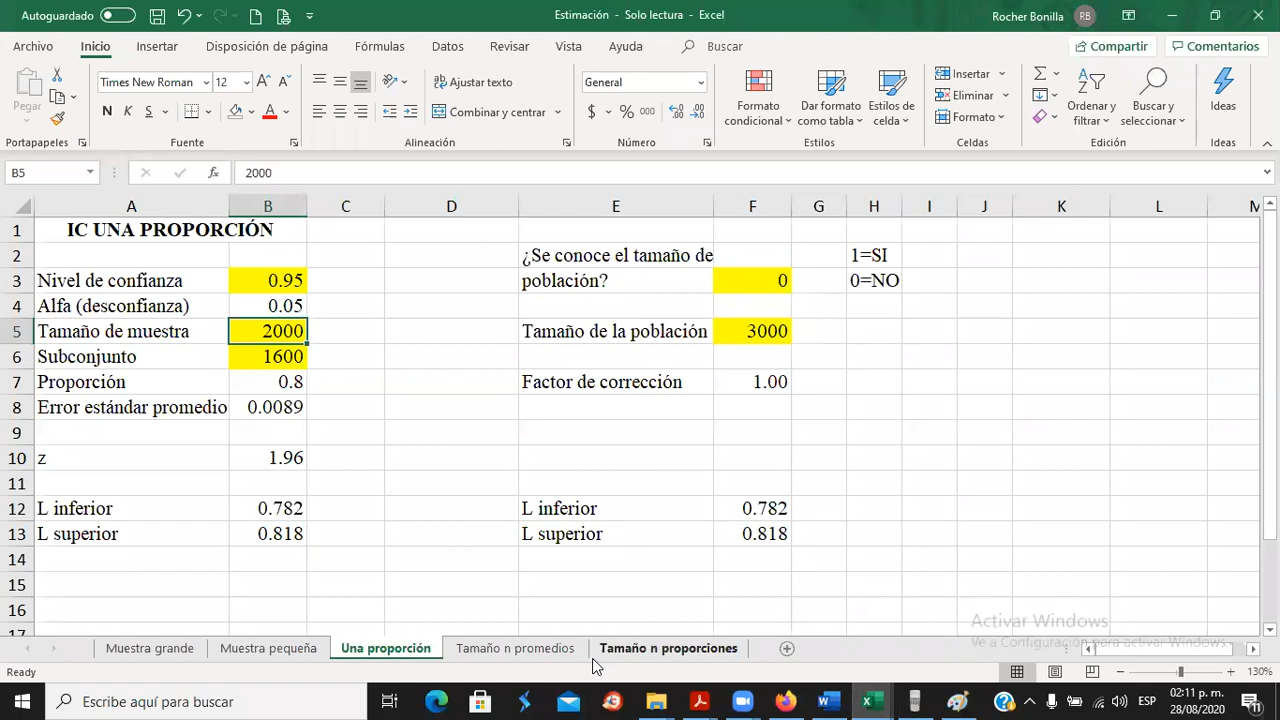 Autoguardado
Estimación - Solo lectura - Excel
Rocher Bonilla
RB
Archivo Inicio Insertar Disposición de página Fórmulas Datos Revisar Vista Ayuda Buscar
Compartir Comentarios
Pegar
Times New Roman 12
N K S
Ajustar texto
Combinar y centrar
General
$ % 000
Formato condicional
Dar formato como tabla
Estilos de celda
Insertar
Eliminar
Formato
Ordenar y filtrar
Buscar y seleccionar
Ideas
Portapapeles Fuente Alineación Número Estilos Celdas Edición Ideas
B5 fx 2000
A B C D E F G H I J K L M
1 IC UNA PROPORCIÓN
2 ¿Se conoce el tamaño de 1=SI
3 Nivel de confianza 0.95 población? 0 0=NO
4 Alfa (desconfianza) 0.05
5 Tamaño de muestra 2000 Tamaño de la población 3000
6 Subconjunto 1600
7 Proporción 0.8 Factor de corrección 1.00
8 Error estándar promedio 0.0089
9
10 z 1.96
11
12 L inferior 0.782 L inferior 0.782
13 L superior 0.818 L superior 0.818
14
15
16
17
Activar Windows
Ve a Configuración para activar Windows.
Muestra grande Muestra pequeña Una proporción Tamaño n promedios Tamaño n proporciones
Ready
130%
Escribe aquí para buscar
ESP
02:11 p. m.
28/08/2020
11